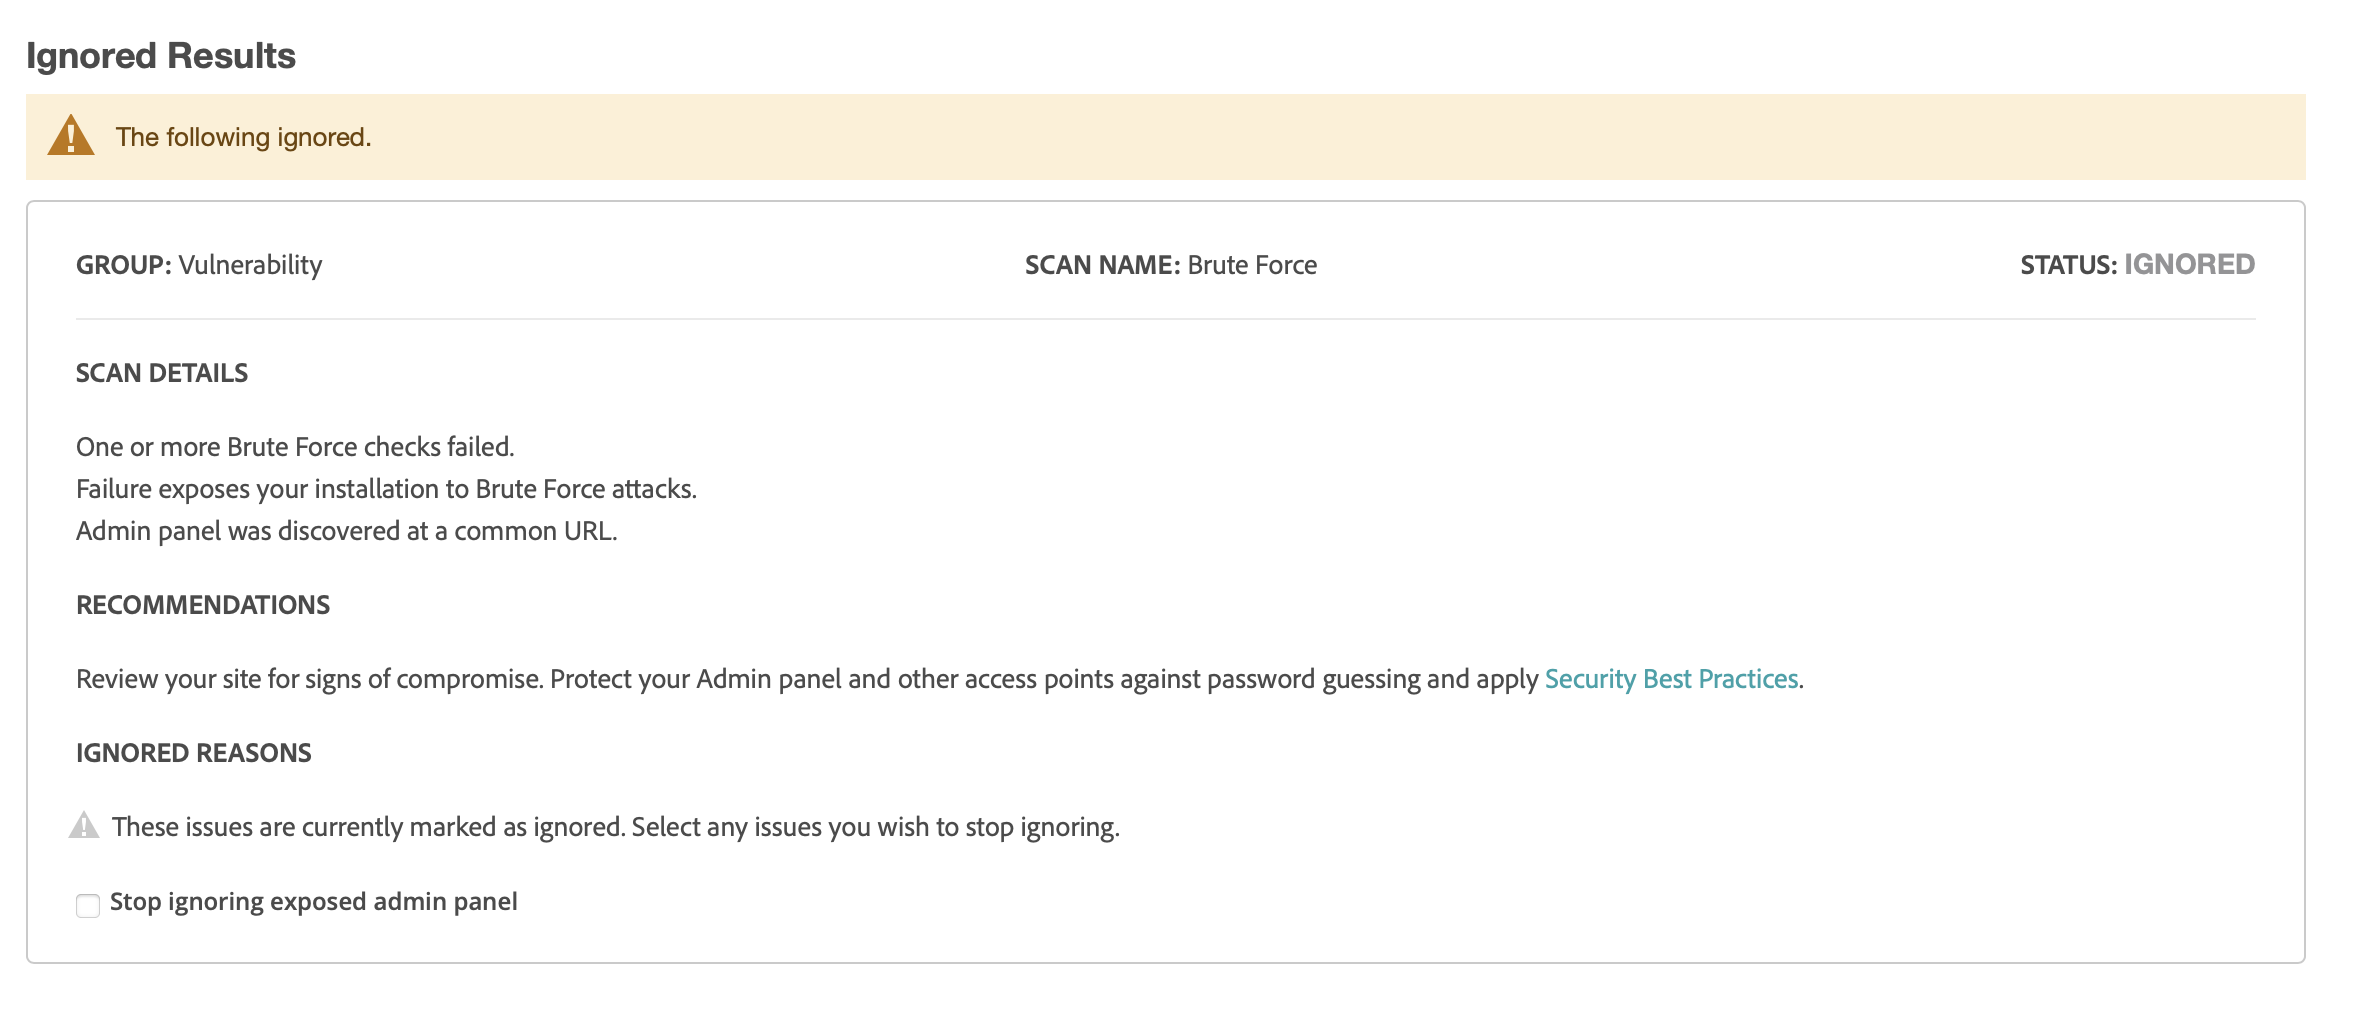 Ignored Results
The following ignored.
GROUP: Vulnerability
SCAN NAME: Brute Force
STATUS: IGNORED
SCAN DETAILS
One or more Brute Force checks failed.
Failure exposes your installation to Brute Force attacks.
Admin panel was discovered at a common URL.
RECOMMENDATIONS
Review your site for signs of compromise. Protect your Admin panel and other access points against password guessing and apply Security Best Practices.
IGNORED REASONS
These issues are currently marked as ignored. Select any issues you wish to stop ignoring.
Stop ignoring exposed admin panel